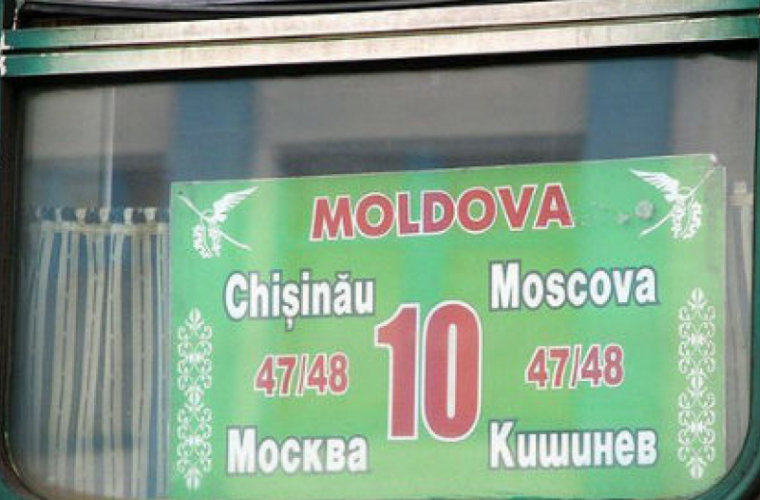 MOLDOVA
Chișinău Moscova
47/48 10 47/48
Москва Кишинев